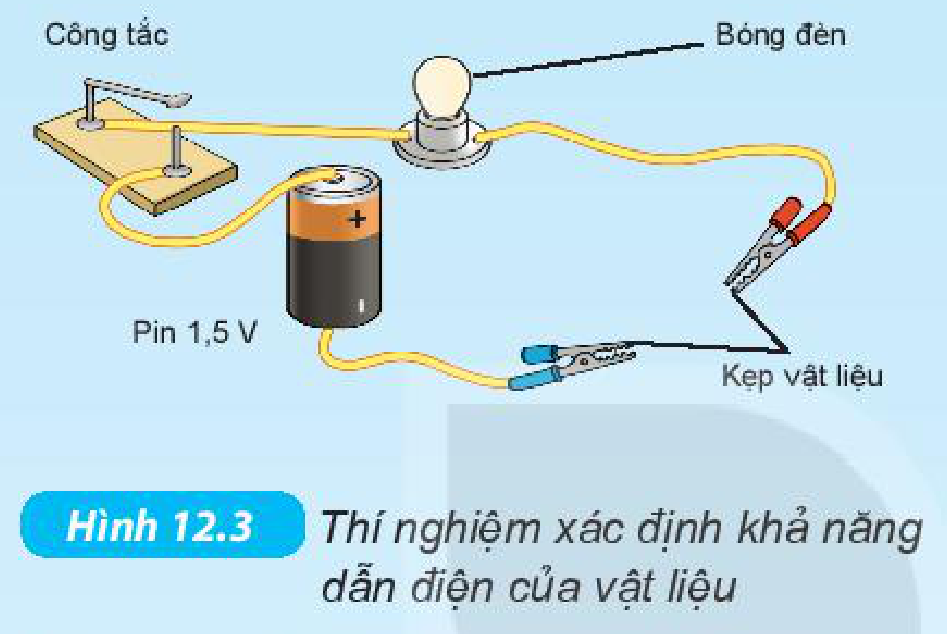 Công tắc
Bóng đèn
+
Pin 1,5 V
Kẹp vật liệu
Hình 12.3
Thí nghiệm xác định khả năng
dẫn điện của vật liệu